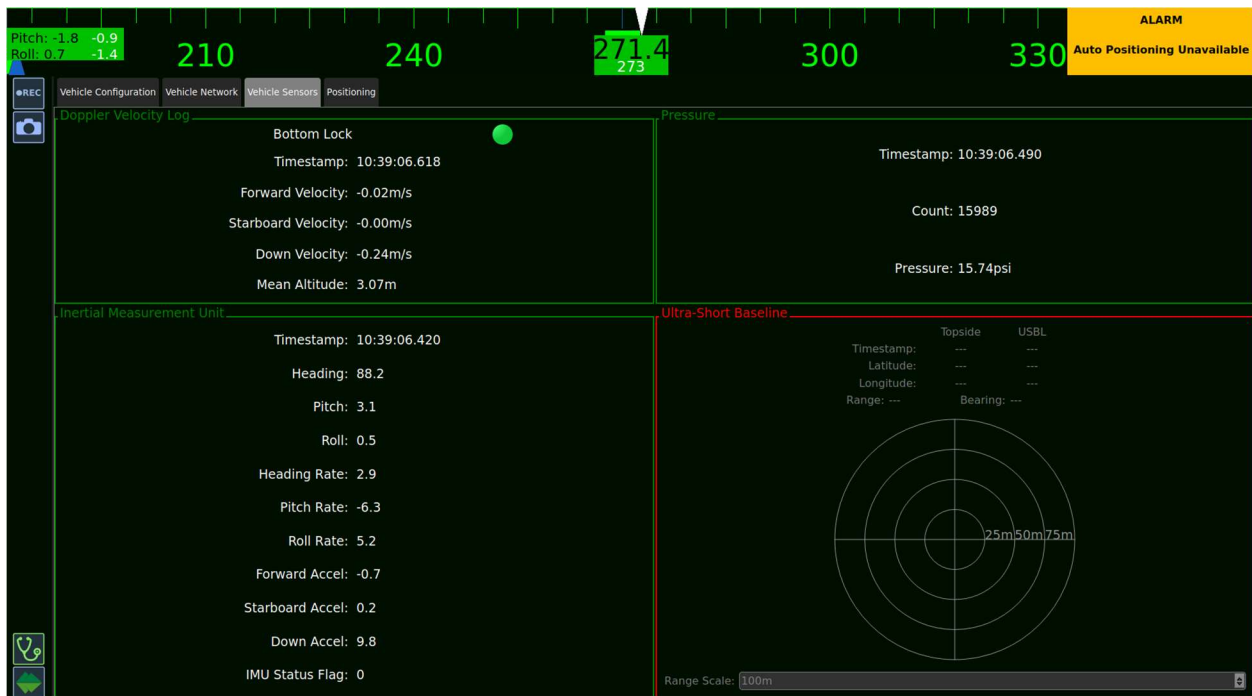 Pitch: -1.8 -0.9
Roll: 0.7 -1.4
210
240
271.4
273
300
330
ALARM
Auto Positioning Unavailable
REC
Vehicle Configuration
Vehicle Network
Vehicle Sensors
Positioning
Doppler Velocity Log
Bottom Lock
Timestamp: 10:39:06.618
Forward Velocity: -0.02m/s
Starboard Velocity: -0.00m/s
Down Velocity: -0.24m/s
Mean Altitude: 3.07m
Pressure
Timestamp: 10:39:06.490
Count: 15989
Pressure: 15.74psi
Inertial Measurement Unit
Timestamp: 10:39:06.420
Heading: 88.2
Pitch: 3.1
Roll: 0.5
Heading Rate: 2.9
Pitch Rate: -6.3
Roll Rate: 5.2
Forward Accel: -0.7
Starboard Accel: 0.2
Down Accel: 9.8
IMU Status Flag: 0
Ultra-Short Baseline
Topside USBL
Timestamp: --- ---
Latitude: --- ---
Longitude: --- ---
Range: --- Bearing: ---
25m 50m 75m
Range Scale: 100m